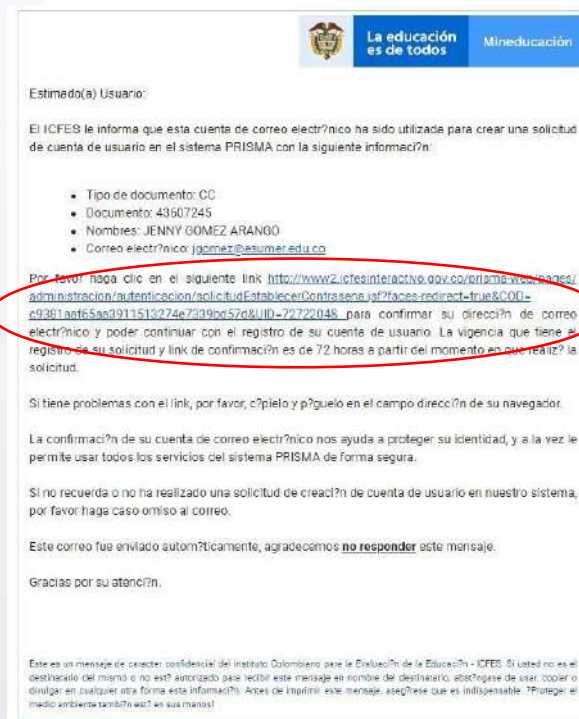 La educación
es de todos
Mineducación
Estimado(a) Usuario:
El ICFES le informa que esta cuenta de correo electr?nico ha sido utilizada para crear una solicitud
de cuenta de usuario en el sistema PRISMA con la siguiente informaci?n:
• Tipo de documento: CC
• Documento: 43607245
• Nombres: JENNY GOMEZ ARANGO
• Correo electr?nico: jgomez@esumer.edu.co
Por favor haga clic en el siguiente link http://www2.icfesinteractivo.gov.co/prisma-web/pages/
administracion/autenticacion/solicitudEstablecerContrasena.jsf?faces-redirect=true&COD=
c9381aaf65aa3911513274e7339bd57d&UID=72722048 para confirmar su direcci?n de correo
electr?nico y poder continuar con el registro de su cuenta de usuario. La vigencia que tiene el
registro de su solicitud y link de confirmaci?n es de 72 horas a partir del momento en que realiz? la
solicitud.
Si tiene problemas con el link, por favor, c?pielo y p?guelo en el campo direcci?n de su navegador.
La confirmaci?n de su cuenta de correo electr?nico nos ayuda a proteger su identidad, y a la vez le
permite usar todos los servicios del sistema PRISMA de forma segura.
Si no recuerda o no ha realizado una solicitud de creaci?n de cuenta de usuario en nuestro sistema,
por favor haga caso omiso al correo.
Este correo fue enviado autom?ticamente, agradecemos no responder este mensaje.
Gracias por su atenci?n.
Este es un mensaje de caracter confidencial del Instituto Colombiano para la Evaluaci?n de la Educaci?n - ICFES. Si usted no es el
destinatario del mismo o no est? autorizado para recibir este mensaje en nombre del destinatario, abst?ngase de usar, copiar o
divulgar en cualquier otra forma esta informaci?n. Antes de imprimir este mensaje, aseg?rese que es indispensable. ?Proteger el
medio ambiente tambi?n est? en sus manos!